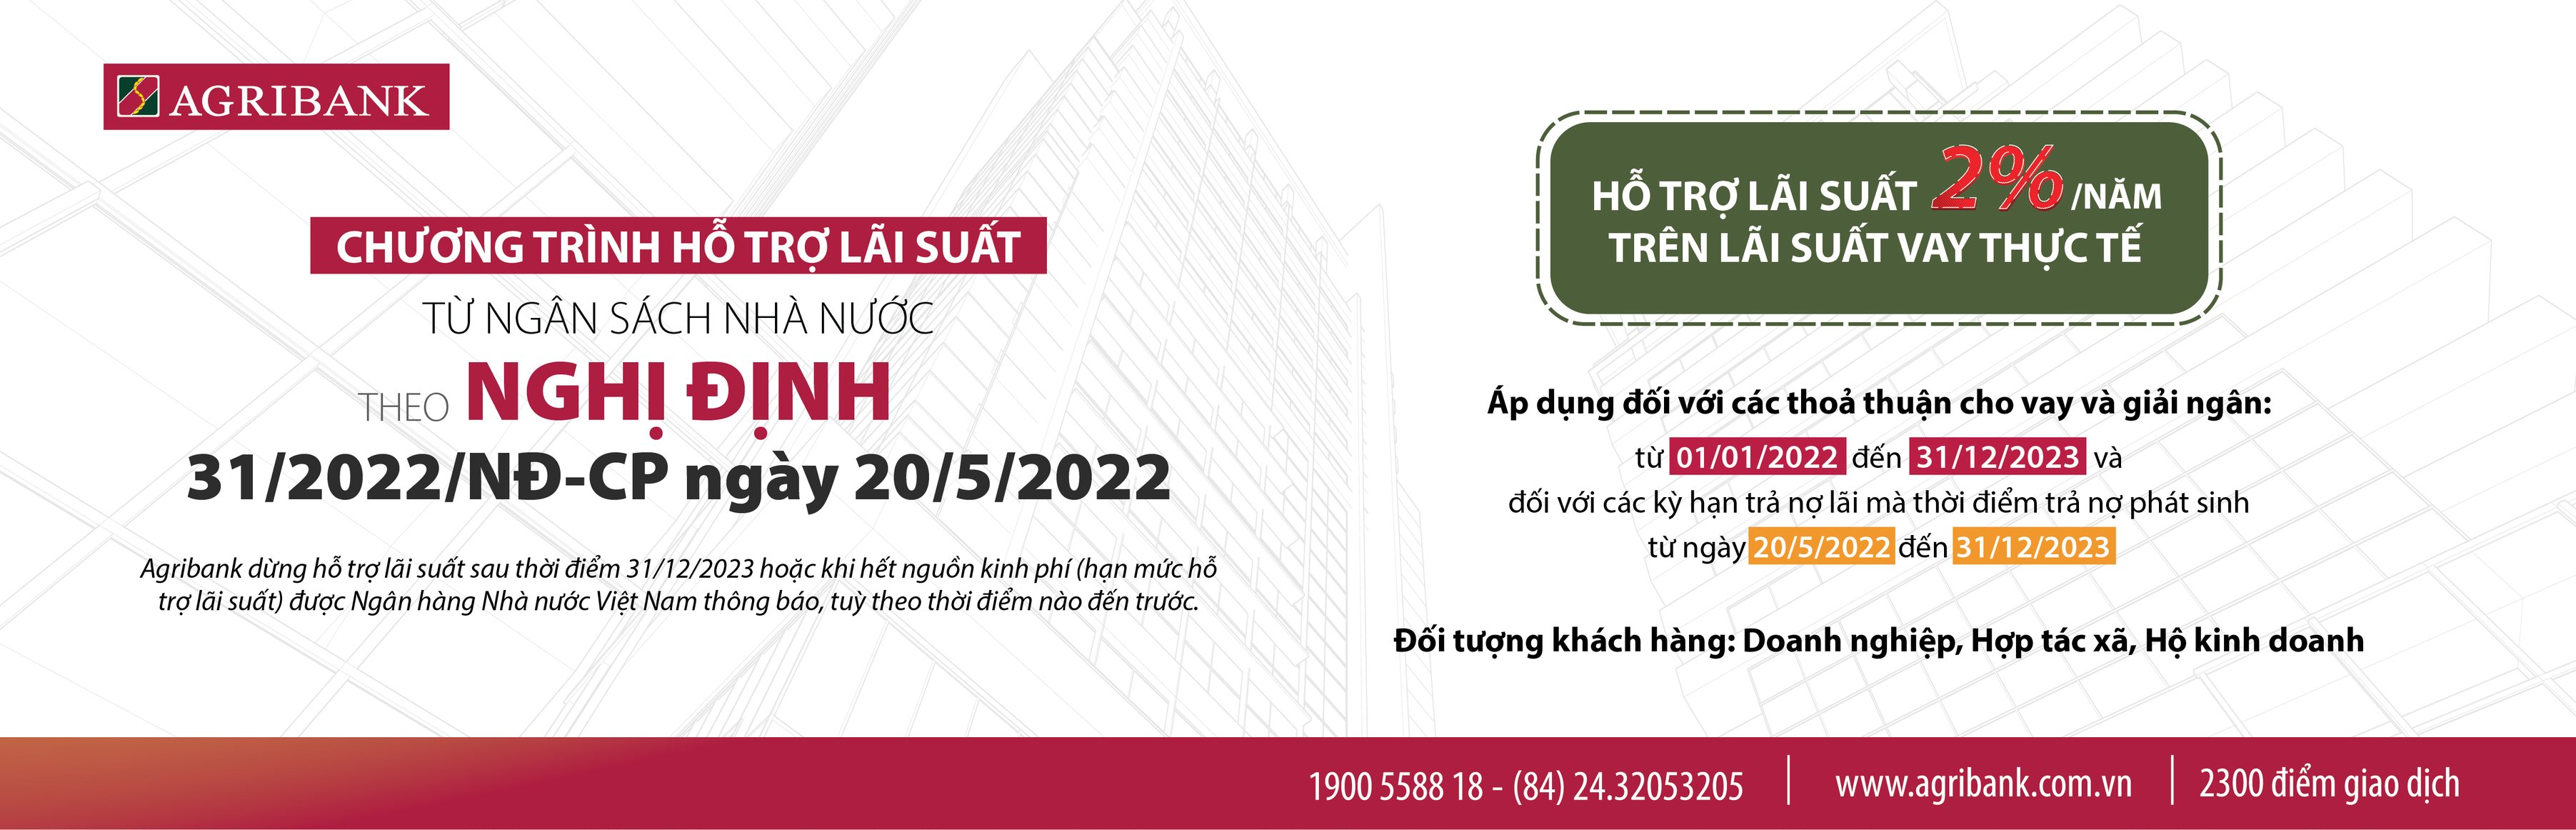 AGRIBANK
CHƯƠNG TRÌNH HỖ TRỢ LÃI SUẤT
TỪ NGÂN SÁCH NHÀ NƯỚC
THEO NGHỊ ĐỊNH
31/2022/NĐ-CP ngày 20/5/2022
Agribank dừng hỗ trợ lãi suất sau thời điểm 31/12/2023 hoặc khi hết nguồn kinh phí (hạn mức hỗ
trợ lãi suất) được Ngân hàng Nhà nước Việt Nam thông báo, tuỳ theo thời điểm nào đến trước.
HỖ TRỢ LÃI SUẤT 2% /NĂM
TRÊN LÃI SUẤT VAY THỰC TẾ
Áp dụng đối với các thoả thuận cho vay và giải ngân:
từ 01/01/2022 đến 31/12/2023 và
đối với các kỳ hạn trả nợ lãi mà thời điểm trả nợ phát sinh
từ ngày 20/5/2022 đến 31/12/2023
Đối tượng khách hàng: Doanh nghiệp, Hợp tác xã, Hộ kinh doanh
1900 5588 18 - (84) 24.32053205 | www.agribank.com.vn | 2300 điểm giao dịch